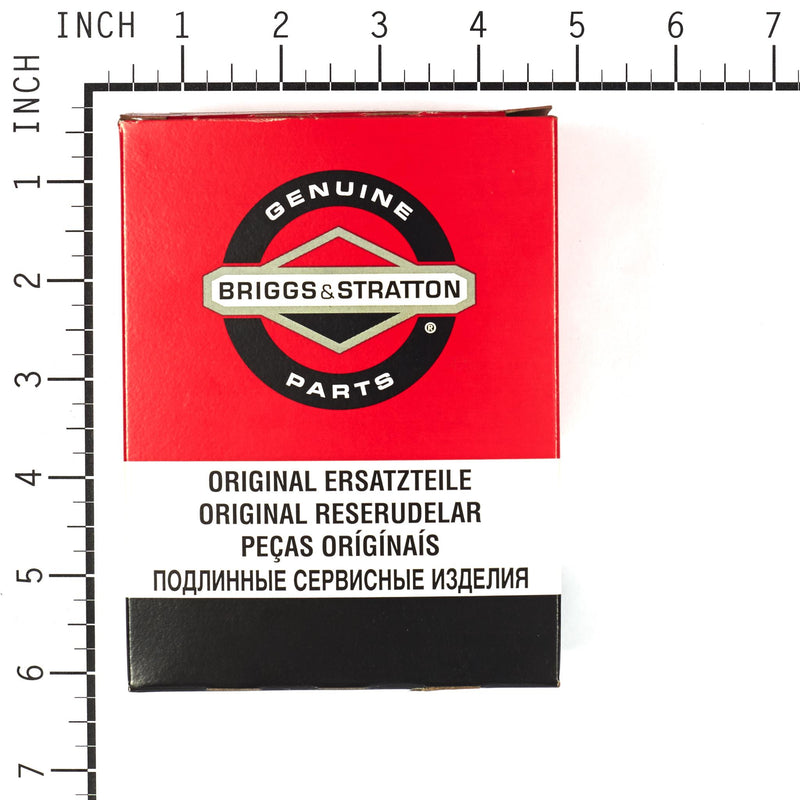 INCH 1 2 3 4 5 6 7
INCH
1
2
3
4
5
6
7
GENUINE
BRIGGS & STRATTON
®
PARTS
ORIGINAL ERSATZTEILE
ORIGINAL RESERUDELAR
PEÇAS ORÍGÍNAÍS
ПОДЛИННЫЕ СЕРВИСНЫЕ ИЗДЕЛИЯ